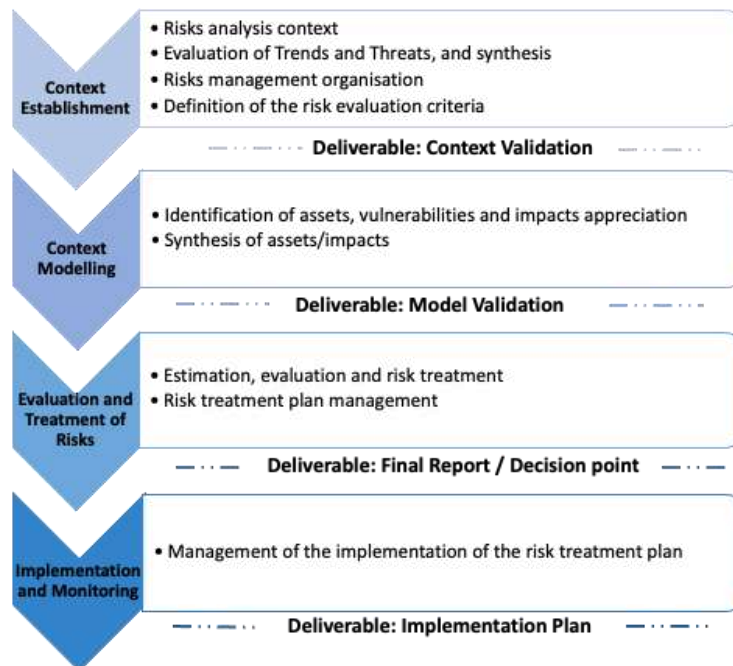 Context
Establishment
• Risks analysis context
• Evaluation of Trends and Threats, and synthesis
• Risks management organisation
• Definition of the risk evaluation criteria
Deliverable: Context Validation
Context
Modelling
• Identification of assets, vulnerabilities and impacts appreciation
• Synthesis of assets/impacts
Deliverable: Model Validation
Evaluation and
Treatment of
Risks
• Estimation, evaluation and risk treatment
• Risk treatment plan management
Deliverable: Final Report / Decision point
Implementation
and Monitoring
• Management of the implementation of the risk treatment plan
Deliverable: Implementation Plan